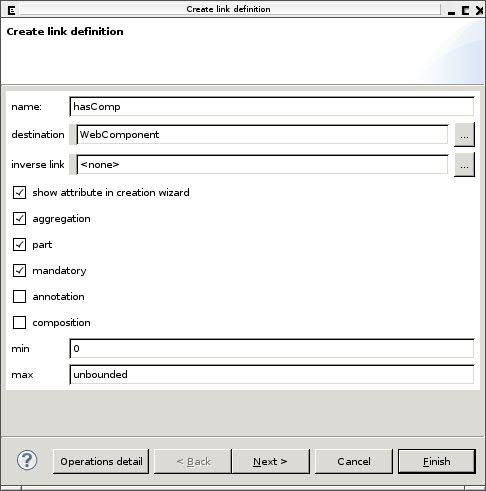 Create link definition
Create link definition
name: hasComp
destination WebComponent ...
inverse link <none> ...
show attribute in creation wizard
aggregation
part
mandatory
annotation
composition
min 0
max unbounded
? Operations detail < Back Next > Cancel Finish